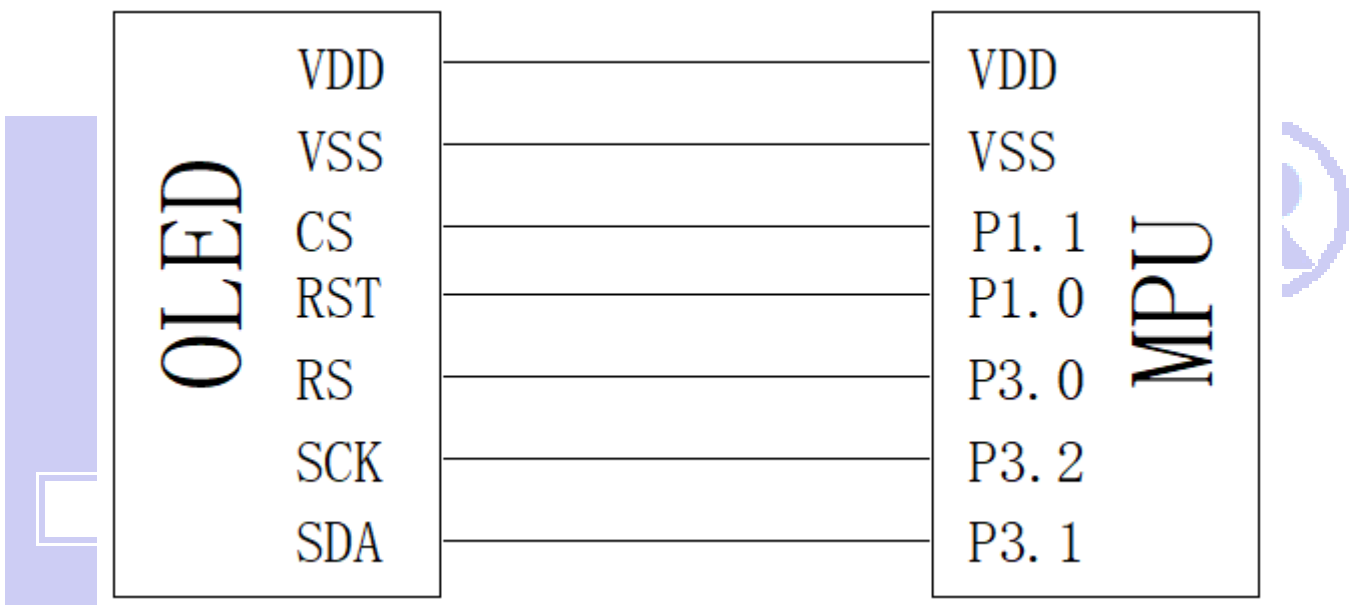 OLED
VDD
VSS
CS
RST
RS
SCK
SDA
VDD
VSS
P1.1
P1.0
P3.0
P3.2
P3.1
MPU